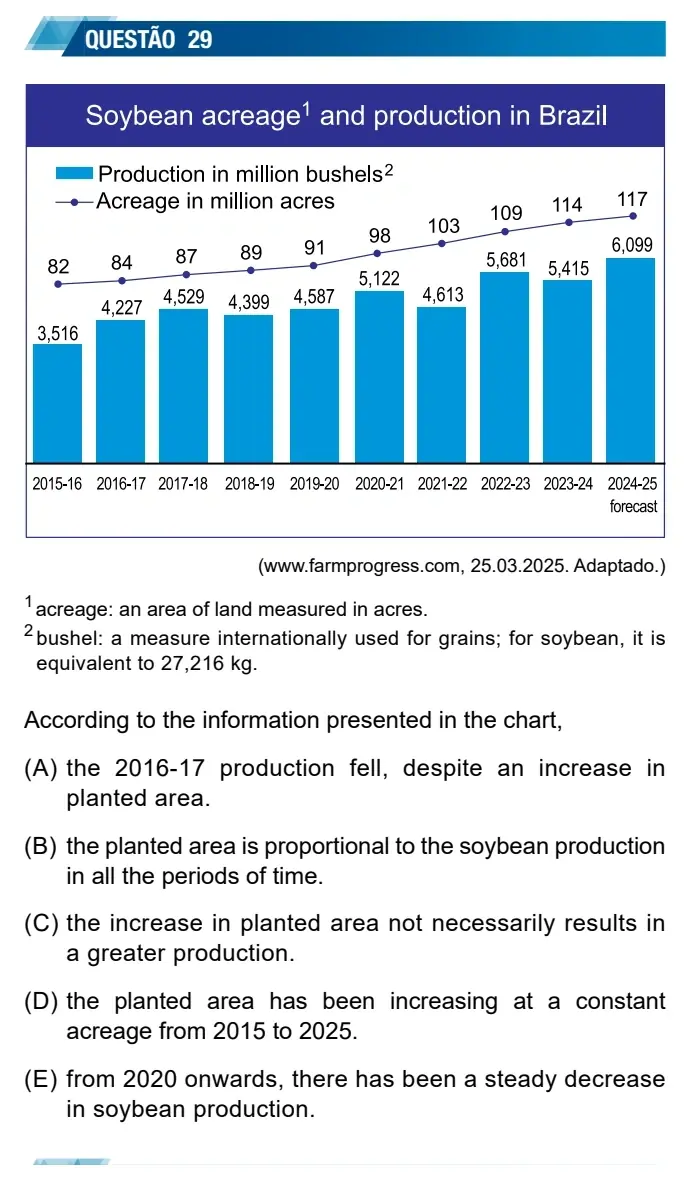 QUESTÃO 29
Soybean acreage¹ and production in Brazil
Production in million bushels²
Acreage in million acres
82 84 87 89 91 98 103 109 114 117
3,516 4,227 4,529 4,399 4,587 5,122 4,613 5,681 5,415 6,099
2015-16 2016-17 2017-18 2018-19 2019-20 2020-21 2021-22 2022-23 2023-24 2024-25
forecast
(www.farmprogress.com, 25.03.2025. Adaptado.)
¹ acreage: an area of land measured in acres.
² bushel: a measure internationally used for grains; for soybean, it is
equivalent to 27,216 kg.
According to the information presented in the chart,
(A) the 2016-17 production fell, despite an increase in
planted area.
(B) the planted area is proportional to the soybean production
in all the periods of time.
(C) the increase in planted area not necessarily results in
a greater production.
(D) the planted area has been increasing at a constant
acreage from 2015 to 2025.
(E) from 2020 onwards, there has been a steady decrease
in soybean production.